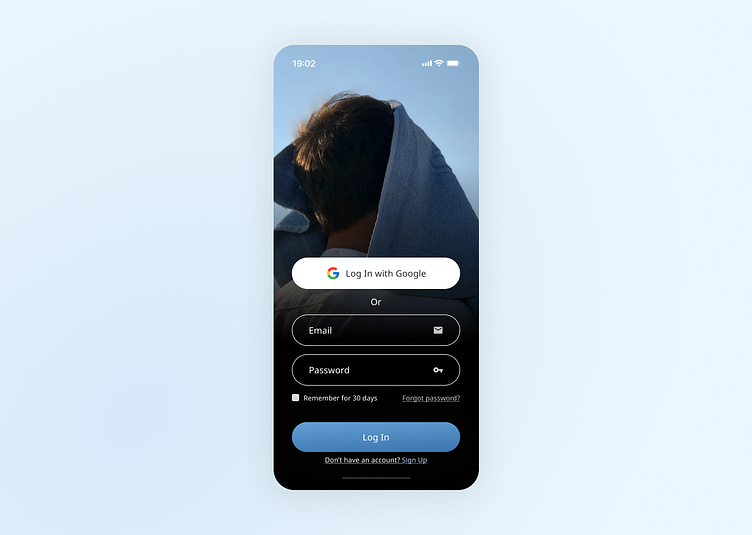 19:02
Log In with Google
Or
Email
Password
Remember for 30 days
Forgot password?
Log In
Don't have an account? Sign Up